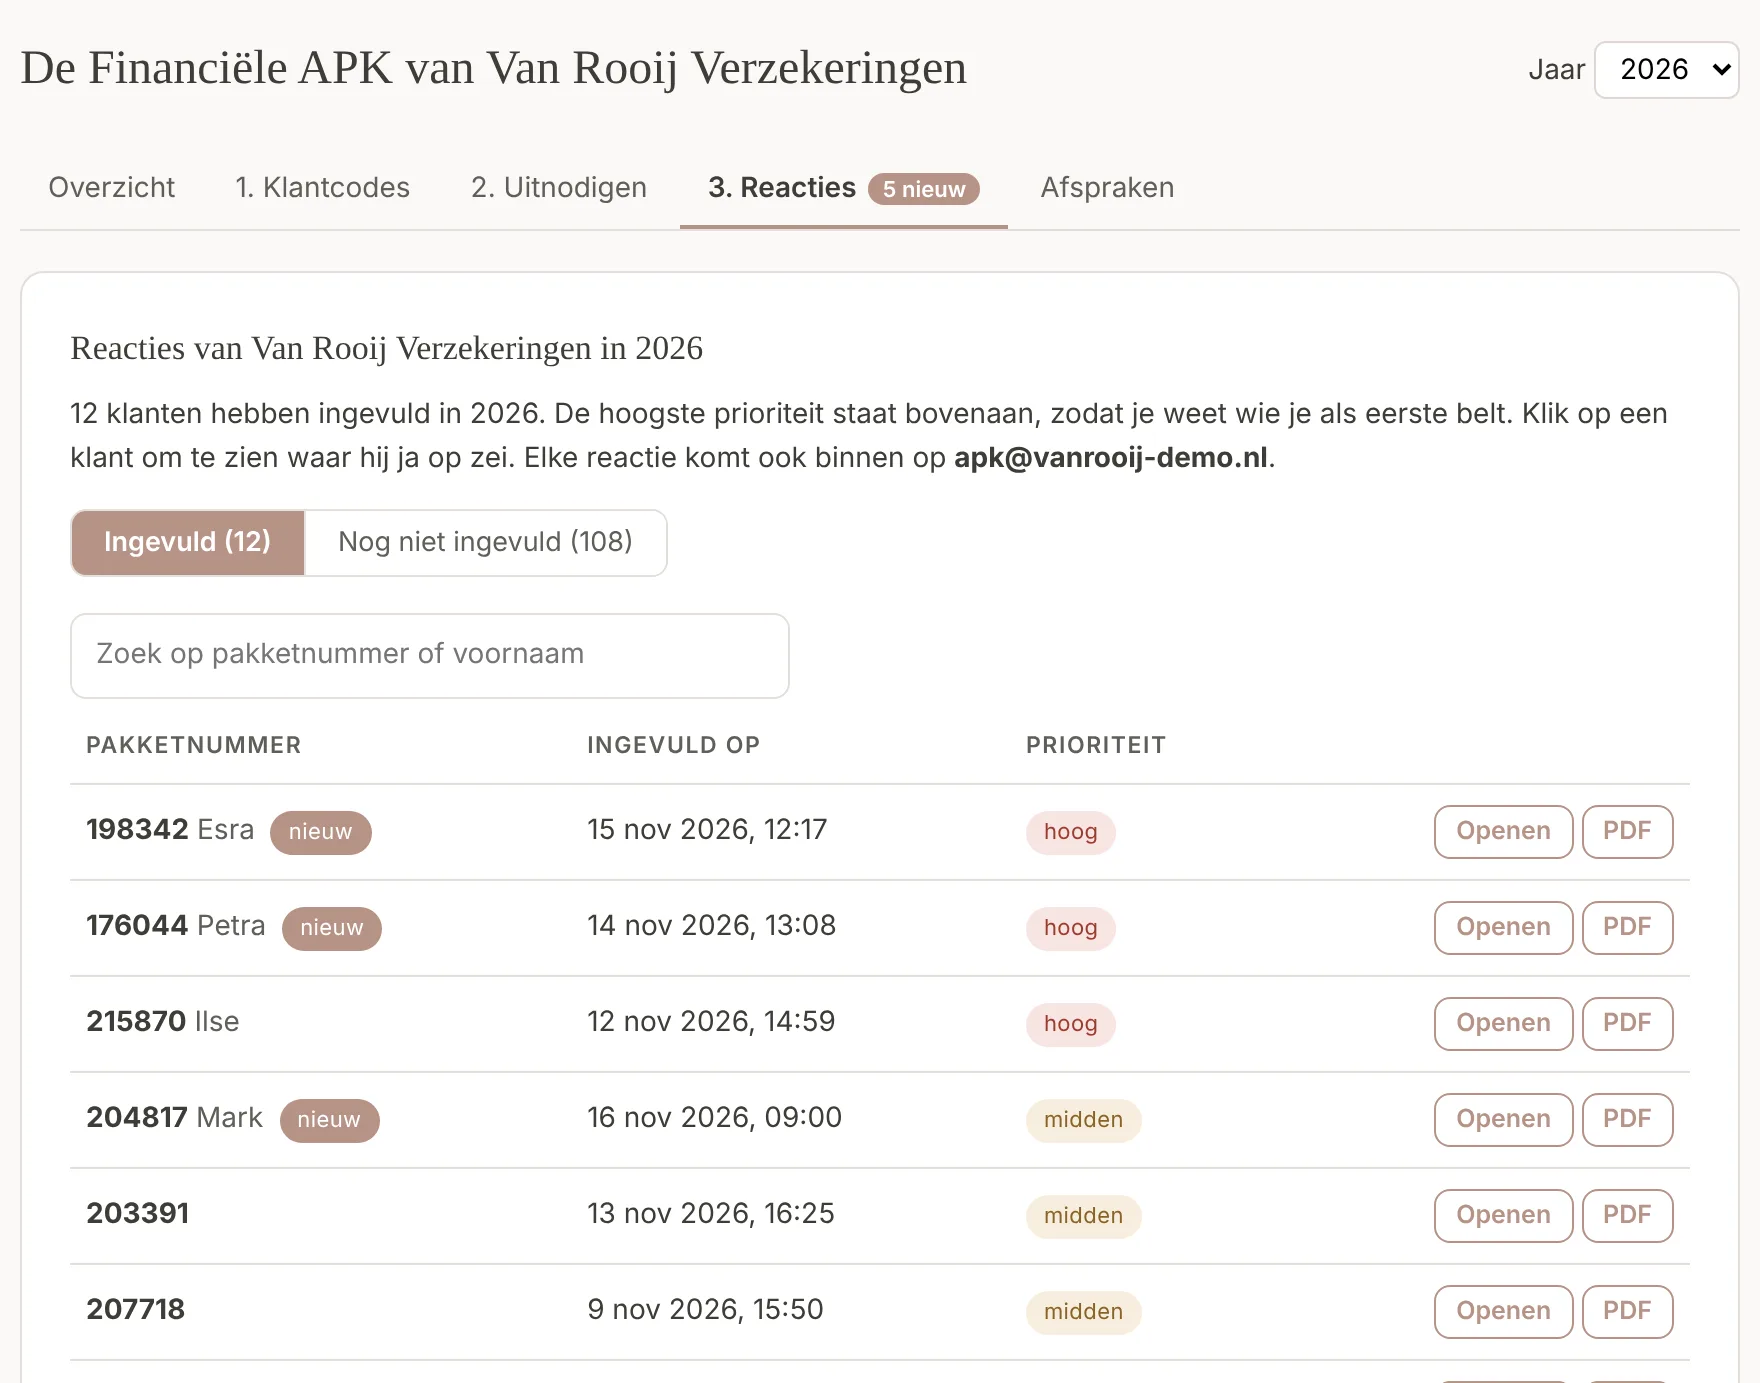 De Financiële APK van Van Rooij Verzekeringen
Jaar 2026
Overzicht 1. Klantcodes 2. Uitnodigen 3. Reacties 5 nieuw Afspraken
Reacties van Van Rooij Verzekeringen in 2026
12 klanten hebben ingevuld in 2026. De hoogste prioriteit staat bovenaan, zodat je weet wie je als eerste belt. Klik op een
klant om te zien waar hij ja op zei. Elke reactie komt ook binnen op apk@vanrooij-demo.nl.
Ingevuld (12) Nog niet ingevuld (108)
Zoek op pakketnummer of voornaam
PAKKETNUMMER INGEVULD OP PRIORITEIT
198342 Esra nieuw 15 nov 2026, 12:17 hoog Openen PDF
176044 Petra nieuw 14 nov 2026, 13:08 hoog Openen PDF
215870 Ilse 12 nov 2026, 14:59 hoog Openen PDF
204817 Mark nieuw 16 nov 2026, 09:00 midden Openen PDF
203391 13 nov 2026, 16:25 midden Openen PDF
207718 9 nov 2026, 15:50 midden Openen PDF